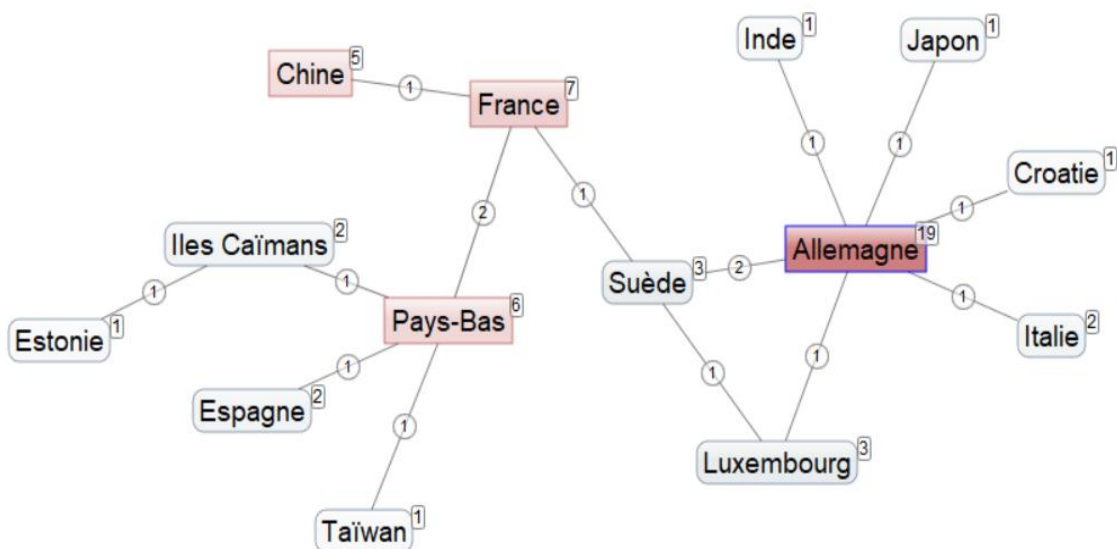 Inde 1
Japon 1
Chine 5
1
France 7
1
1
Croatie 1
1
2
1
Iles Caïmans 2
Allemagne 19
Suède 3
2
1
1
1
Pays-Bas 6
Estonie 1
Italie 2
1
1
1
Espagne 2
1
Luxembourg 3
Taïwan 1